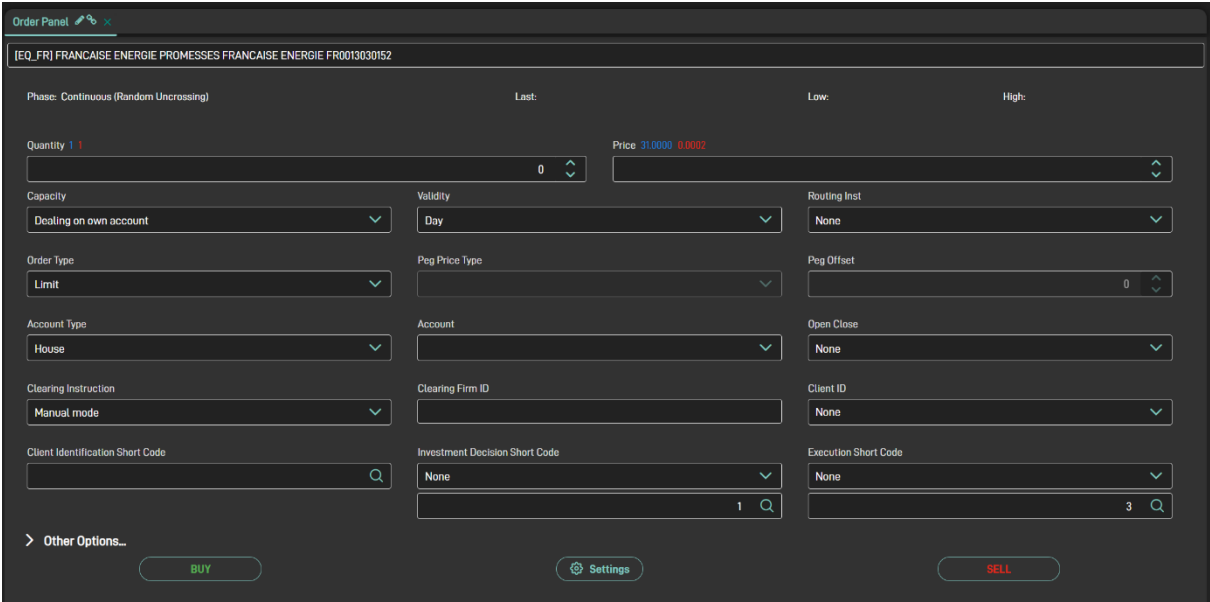 Order Panel
[EQ_FR] FRANCAISE ENERGIE PROMESSES FRANCAISE ENERGIE FR0013030152
Phase: Continuous (Random Uncrossing) Last: Low: High:
Quantity 1 1 Price 31.0000 0.0002
0
Capacity Validity Routing Inst
Dealing on own account Day None
Order Type Peg Price Type Peg Offset
Limit 0
Account Type Account Open Close
House None
Clearing Instruction Clearing Firm ID Client ID
Manual mode None
Client Identification Short Code Investment Decision Short Code Execution Short Code
None None
1 3
Other Options...
BUY Settings SELL